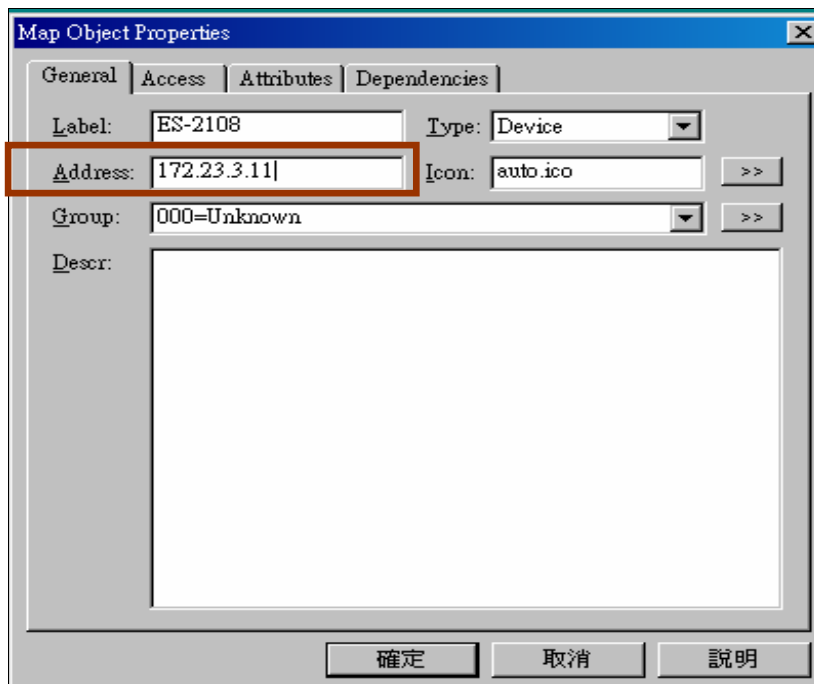 Map Object Properties
General Access Attributes Dependencies
Label: ES-2108 Type: Device
Address: 172.23.3.11 Icon: auto.ico >>
Group: 000=Unknown >>
Descr:
確定 取消 說明